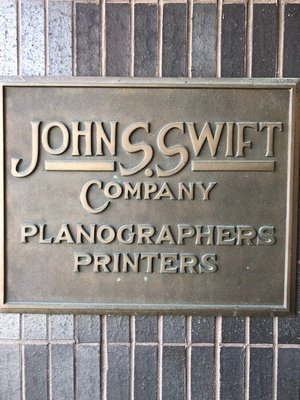 JOHN S. SWIFT
COMPANY
PLANOGRAPHERS
PRINTERS